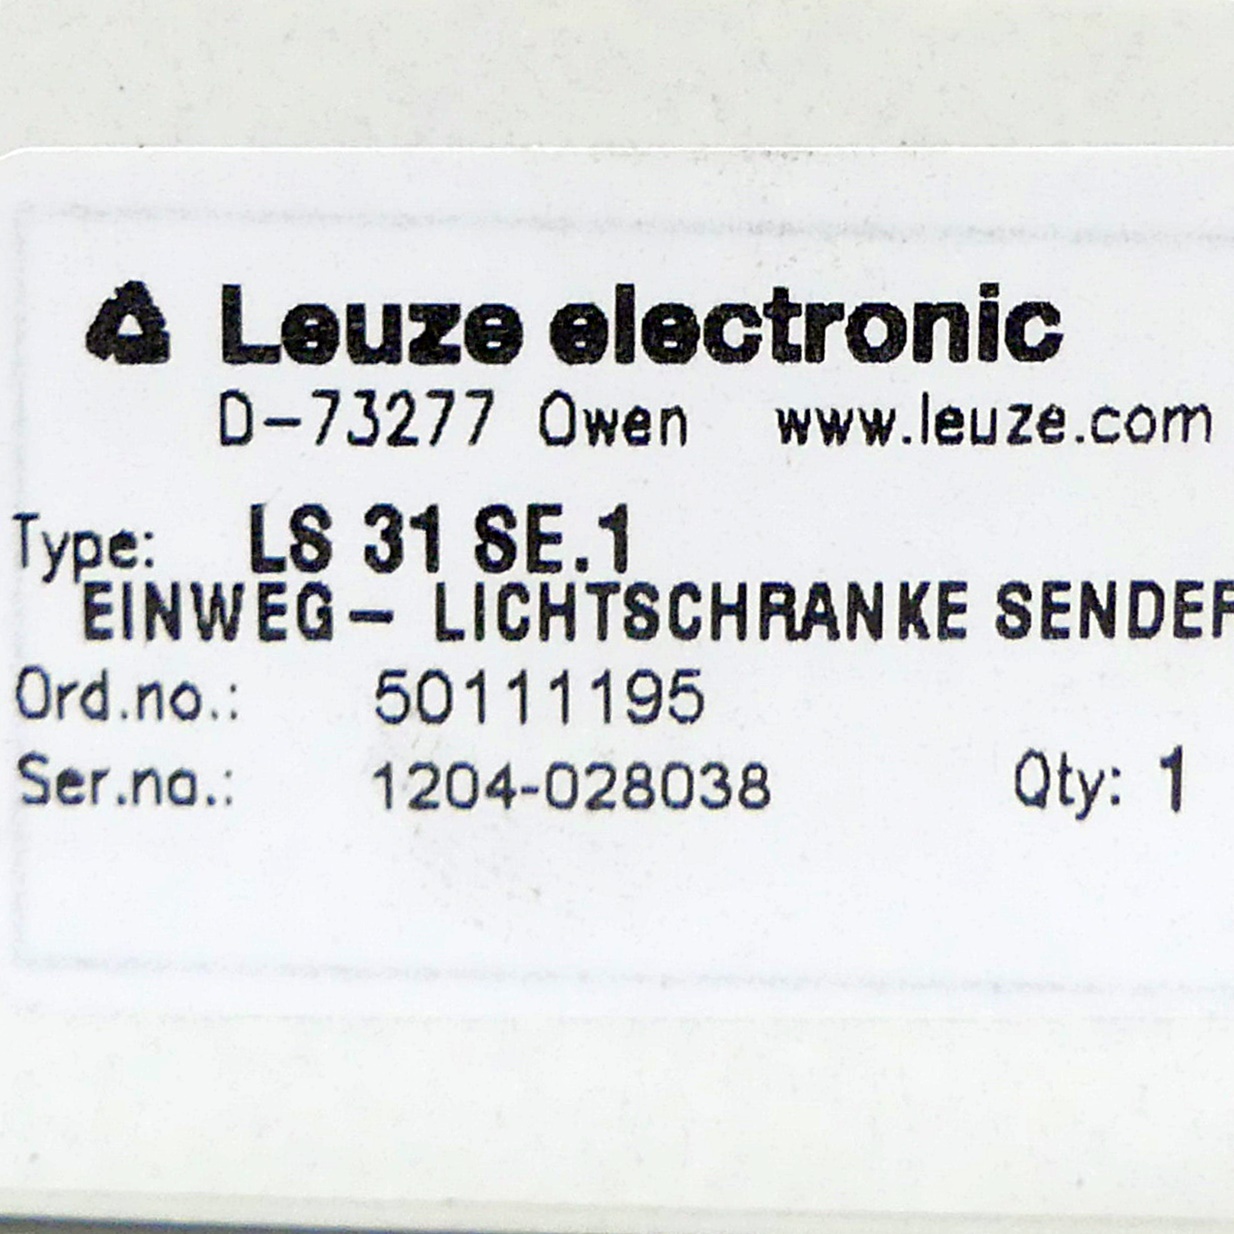 Leuze electronic
D-73277 Owen www.leuze.com
Type: LS 31 SE.1
EINWEG- LICHTSCHRANKE SENDER
Ord.no.: 50111195
Ser.no.: 1204-028038 Qty: 1